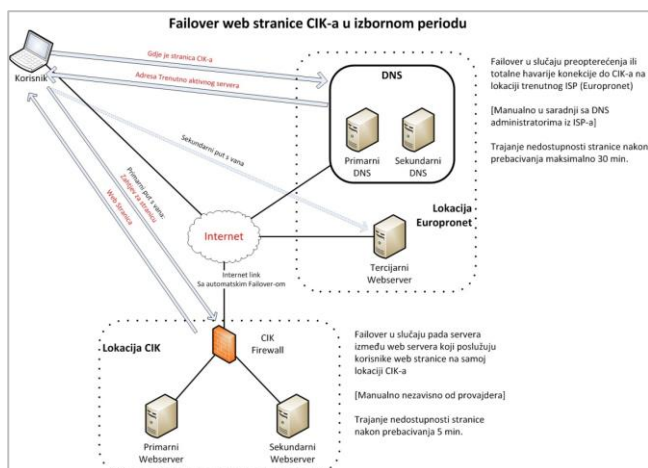 Failover web stranice CIK-a u izbornom periodu
Korisnik
Gdje je stranica CIK-a
Adresa Trenutno aktivnog servera
DNS
Primarni
DNS
Sekundarni
DNS
Failover u slučaju preopterećenja ili
totalne havarije konekcije do CIK-a na
lokaciji trenutnog ISP (Europronet)
[Manualno u saradnji sa DNS
administratorima iz ISP-a]
Trajanje nedostupnosti stranice nakon
prebacivanja maksimalno 30 min.
Sekundarni put s vana
Primarni put s vana:
Zahtjev za stranicu
Web Stranica
Lokacija
Europronet
Internet
Tercijarni
Webserver
Internet link
Sa automatskim Failover-om
Lokacija CIK
CIK
Firewall
Failover u slučaju pada servera
između web servera koji poslužuju
korisnike web stranice na samoj
lokaciji CIK-a
[Manualno nezavisno od provajdera]
Trajanje nedostupnosti stranice
nakon prebacivanja 5 min.
Primarni
Webserver
Sekundarni
Webserver